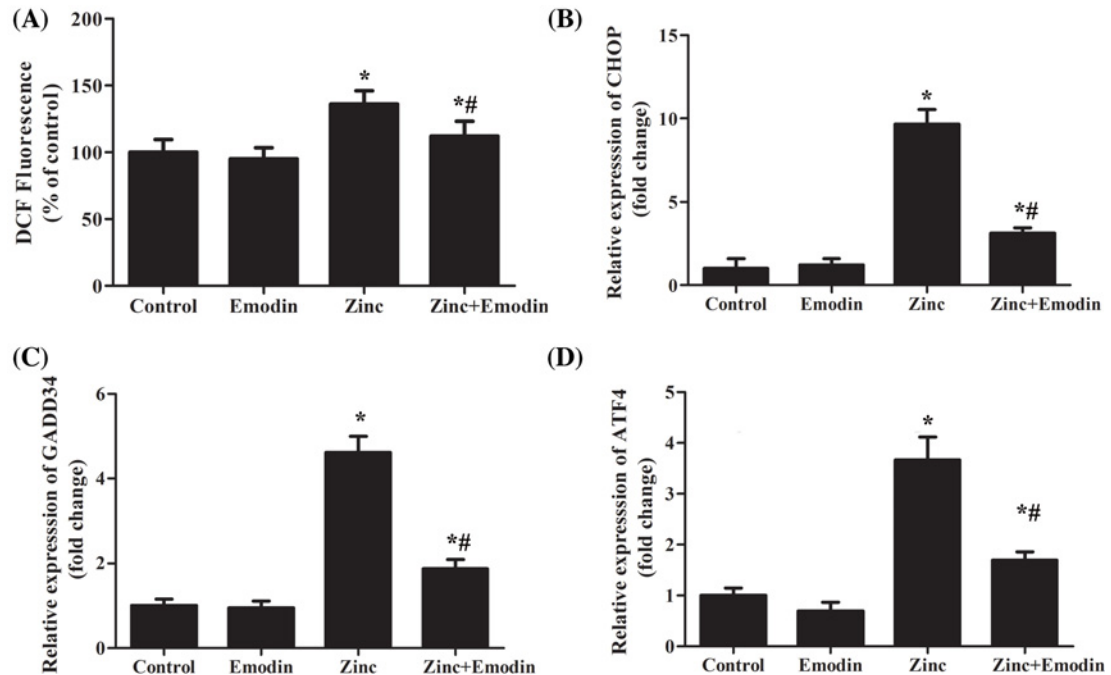 (A)
DCF Fluorescence
(% of control)
200
150
100
50
0
*
*#
Control Emodin Zinc Zinc+Emodin
(B)
Relative expresssion of CHOP
(fold change)
15
10
5
0
*
*#
Control Emodin Zinc Zinc+Emodin
(C)
Relative expresssion of GADD34
(fold change)
6
4
2
0
*
*#
Control Emodin Zinc Zinc+Emodin
(D)
Relative expresssion of ATF4
(fold change)
5
4
3
2
1
0
*
*#
Control Emodin Zinc Zinc+Emodin